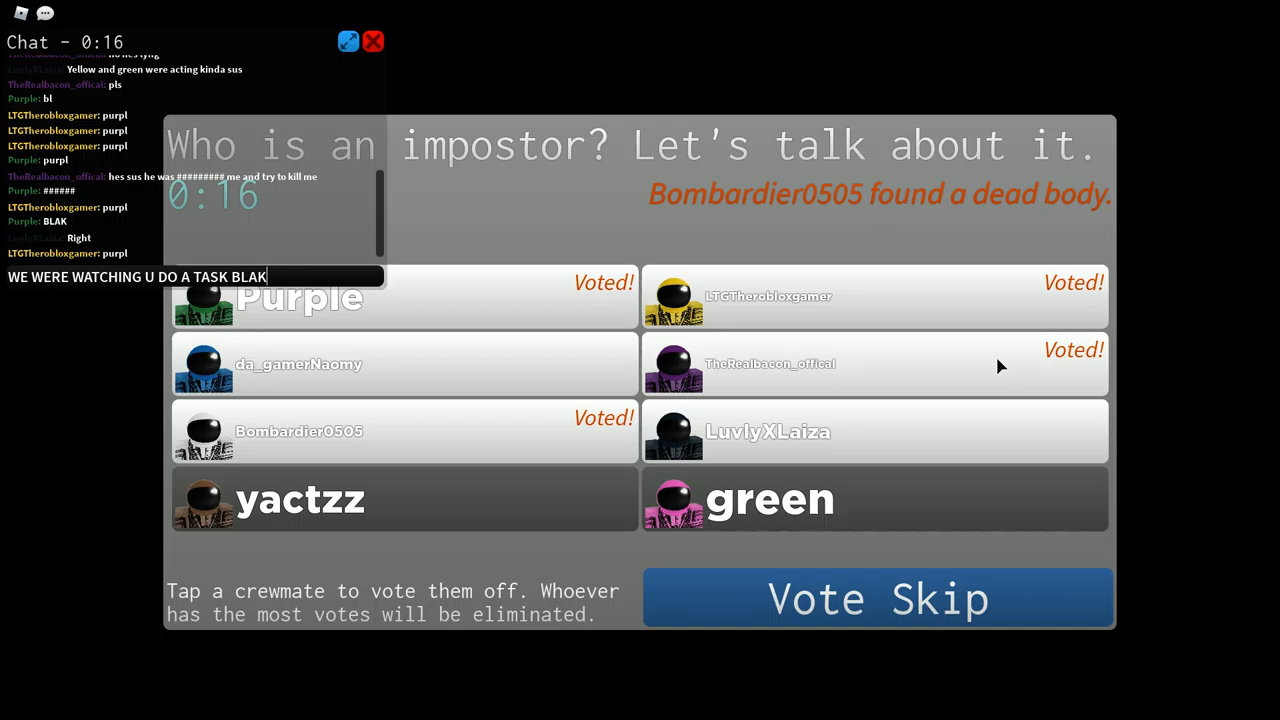 Chat - 0:16
LuvlyXLaiza: Yellow and green were acting kinda sus
TheRealbacon_offical: pls
Purple: bl
LTGTherobloxgamer: purpl
LTGTherobloxgamer: purpl
LTGTherobloxgamer: purpl
Purple: purpl
TheRealbacon_offical: hes sus he was ######### me and try to kill me
Purple: ######
LTGTherobloxgamer: purpl
Purple: BLAK
LuvlyXLaiza: Right
LTGTherobloxgamer: purpl
WE WERE WATCHING U DO A TASK BLAK
Who is an impostor? Let's talk about it.
0:16
Bombardier0505 found a dead body.
Purple
Voted!
LTGTherobloxgamer
Voted!
da_gamerNaomy
TheRealbacon_offical
Voted!
Bombardier0505
Voted!
LuvlyXLaiza
yactzz
green
Tap a crewmate to vote them off. Whoever
has the most votes will be eliminated.
Vote Skip